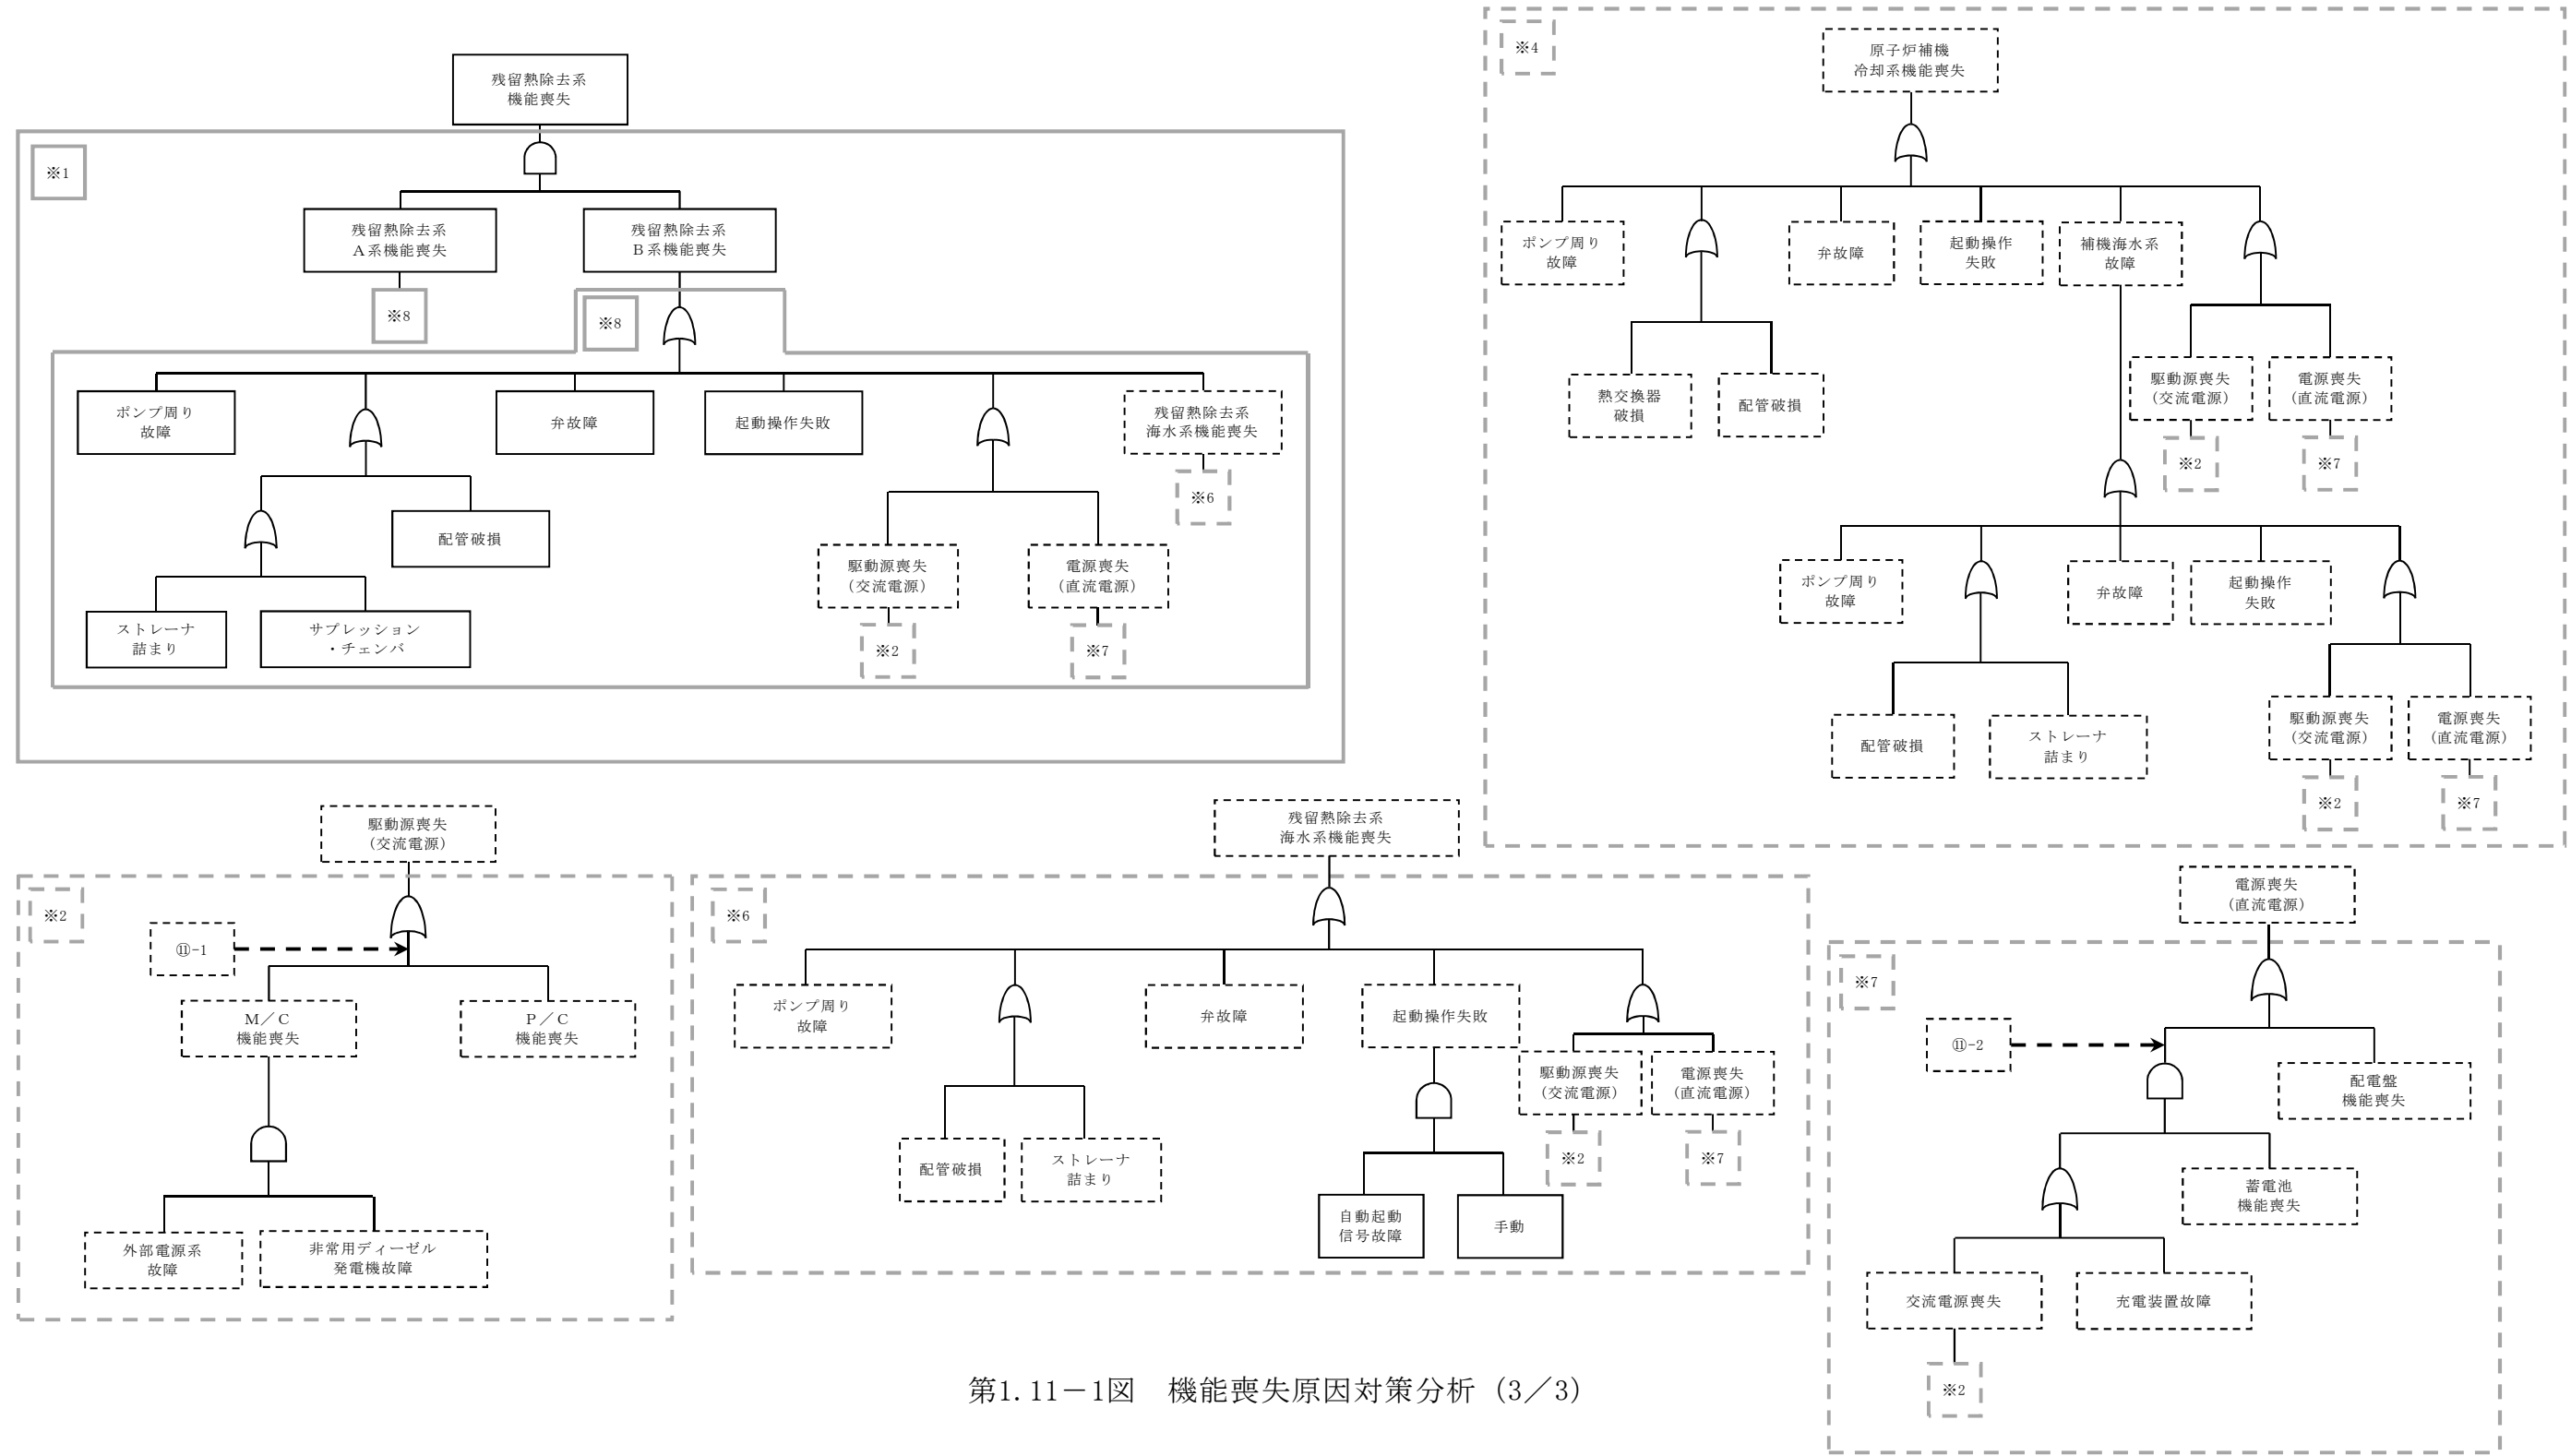 残留熱除去系
機能喪失
※1
残留熱除去系
A系機能喪失
残留熱除去系
B系機能喪失
※8
※8
ポンプ周り
故障
弁故障
起動操作失敗
残留熱除去系
海水系機能喪失
※6
配管破損
ストレーナ
詰まり
サプレッション
・チェンバ
駆動源喪失
（交流電源）
※2
電源喪失
（直流電源）
※7
※4
原子炉補機
冷却系機能喪失
ポンプ周り
故障
弁故障
起動操作
失敗
補機海水系
故障
熱交換器
破損
配管破損
駆動源喪失
（交流電源）
※2
電源喪失
（直流電源）
※7
ポンプ周り
故障
弁故障
起動操作
失敗
配管破損
ストレーナ
詰まり
駆動源喪失
（交流電源）
※2
電源喪失
（直流電源）
※7
駆動源喪失
（交流電源）
※2
⑪-1
M／C
機能喪失
P／C
機能喪失
外部電源系
故障
非常用ディーゼル
発電機故障
残留熱除去系
海水系機能喪失
※6
ポンプ周り
故障
弁故障
起動操作失敗
配管破損
ストレーナ
詰まり
自動起動
信号故障
手動
駆動源喪失
（交流電源）
※2
電源喪失
（直流電源）
※7
電源喪失
（直流電源）
※7
⑪-2
配電盤
機能喪失
蓄電池
機能喪失
交流電源喪失
充電装置故障
※2
第1.11－1図　機能喪失原因対策分析（3／3）